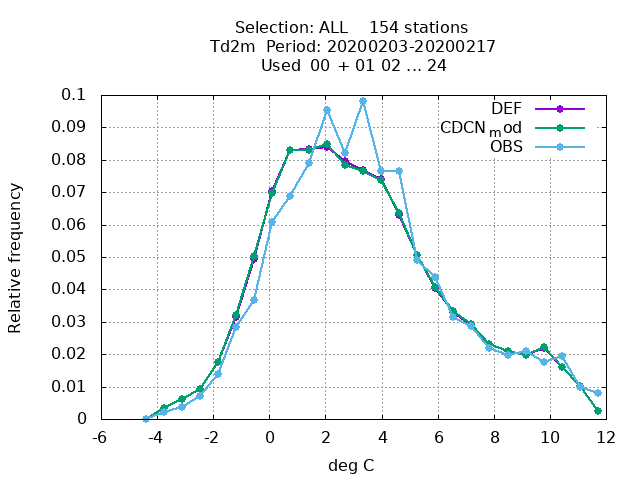 Selection: ALL    154 stations
Td2m  Period: 20200203-20200217
Used  00  + 01 02 ... 24
0.1
0.09
0.08
0.07
0.06
0.05
0.04
0.03
0.02
0.01
0
-6
-4
-2
0
2
4
6
8
10
12
Relative frequency
deg C
DEF
CDCN mod
OBS